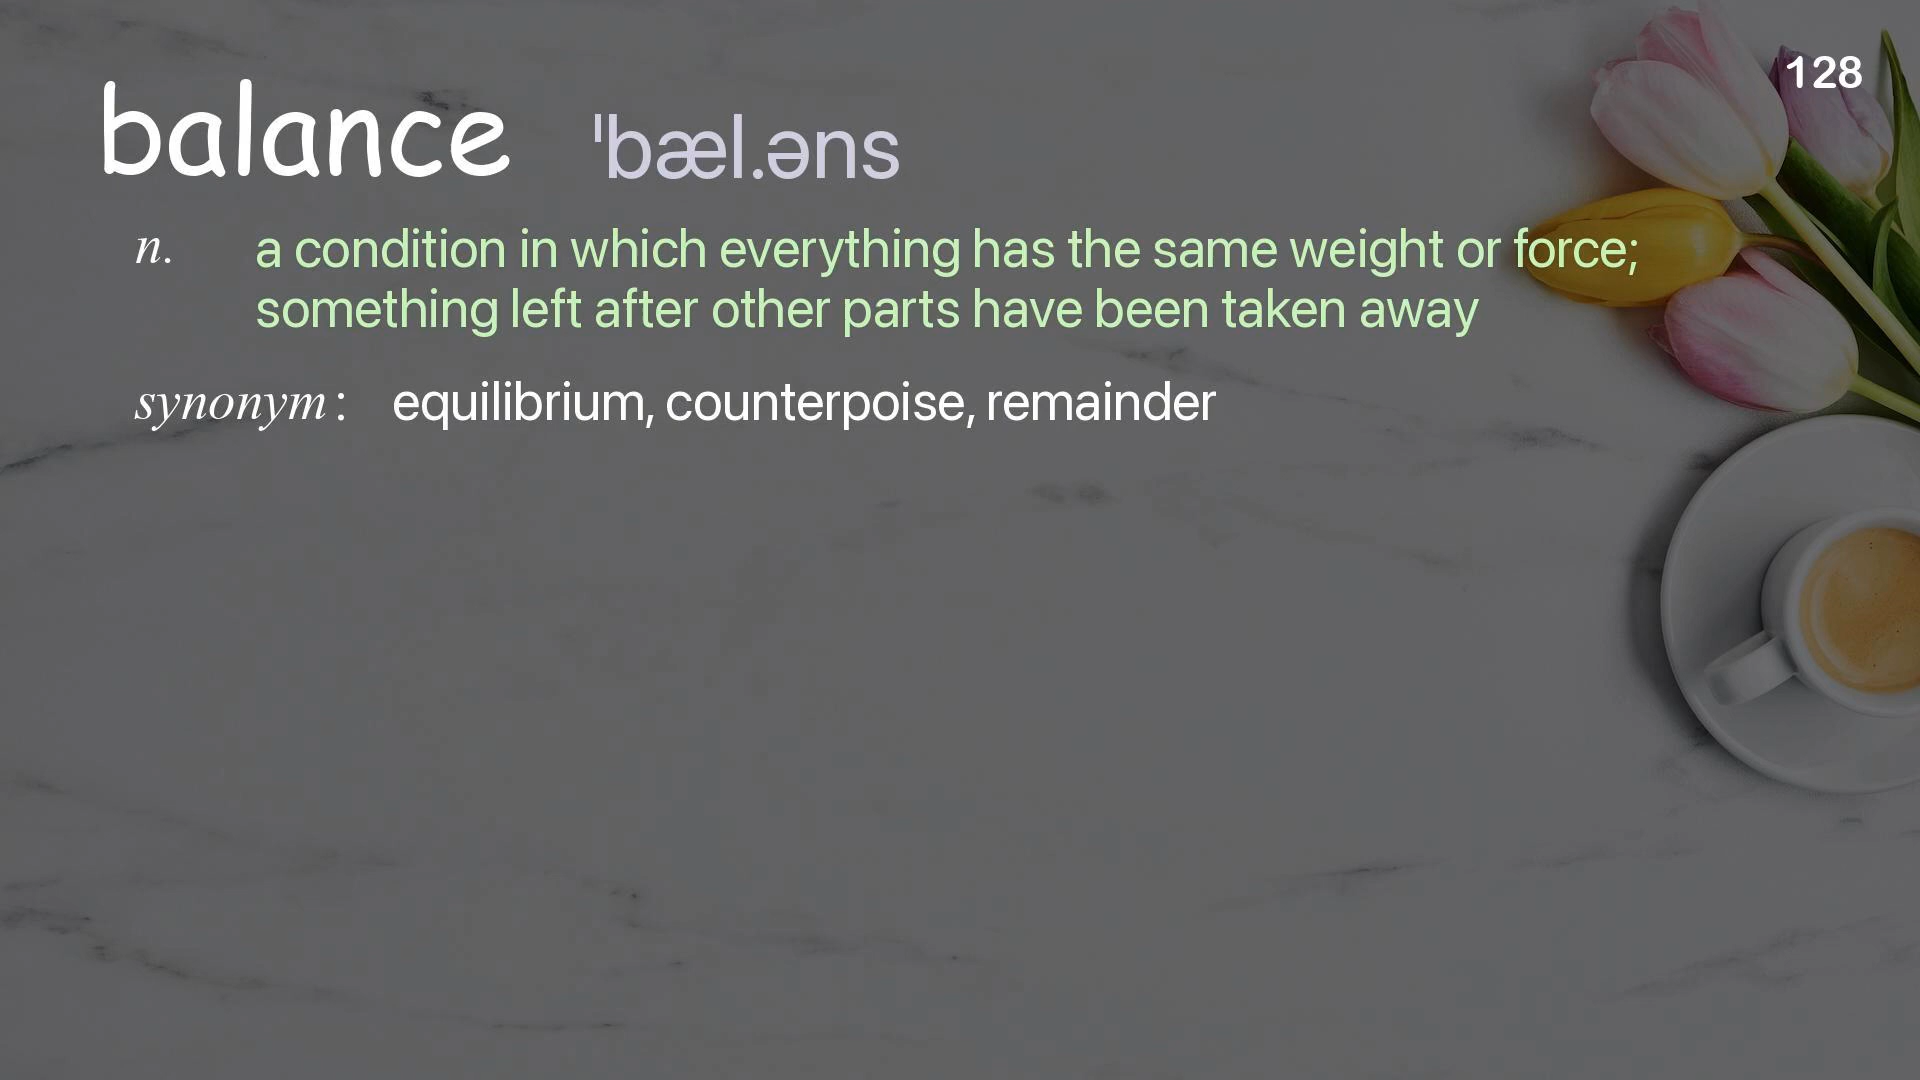 128
balance ˈbæl.əns
n. a condition in which everything has the same weight or force;
something left after other parts have been taken away
synonym: equilibrium, counterpoise, remainder